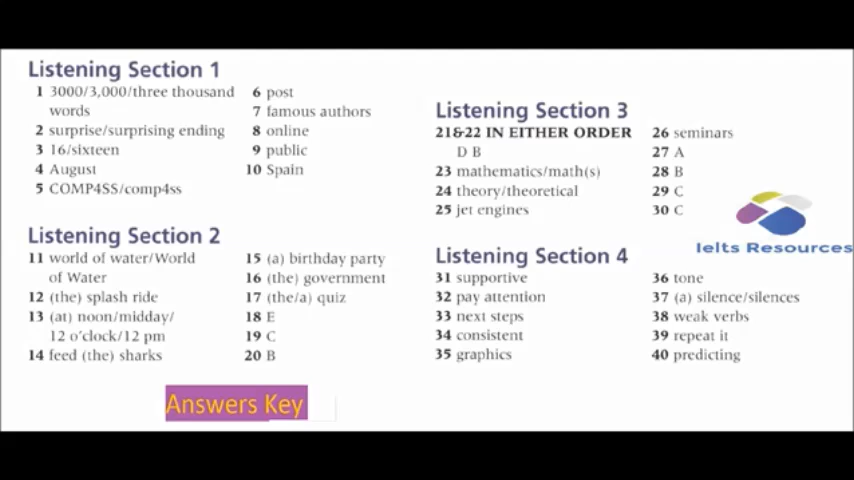 Listening Section 1
1 3000/3,000/three thousand
words
2 surprise/surprising ending
3 16/sixteen
4 August
5 COMP4SS/comp4ss
6 post
7 famous authors
8 online
9 public
10 Spain
Listening Section 2
11 world of water/World
of Water
12 (the) splash ride
13 (at) noon/midday/
12 o'clock/12 pm
14 feed (the) sharks
15 (a) birthday party
16 (the) government
17 (the/a) quiz
18 E
19 C
20 B
Listening Section 3
21&22 IN EITHER ORDER
D B
23 mathematics/math(s)
24 theory/theoretical
25 jet engines
26 seminars
27 A
28 B
29 C
30 C
Listening Section 4
31 supportive
32 pay attention
33 next steps
34 consistent
35 graphics
36 tone
37 (a) silence/silences
38 weak verbs
39 repeat it
40 predicting
Ielts Resources
Answers Key